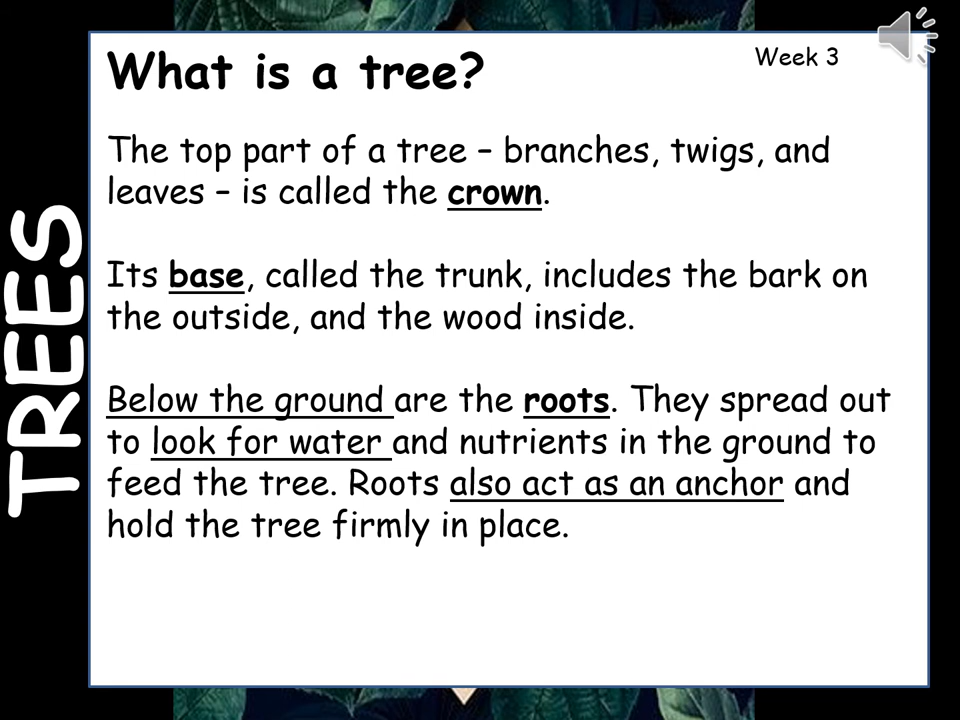 What is a tree?
Week 3
The top part of a tree – branches, twigs, and
leaves – is called the crown.
Its base, called the trunk, includes the bark on
the outside, and the wood inside.
Below the ground are the roots. They spread out
to look for water and nutrients in the ground to
feed the tree. Roots also act as an anchor and
hold the tree firmly in place.
TREES